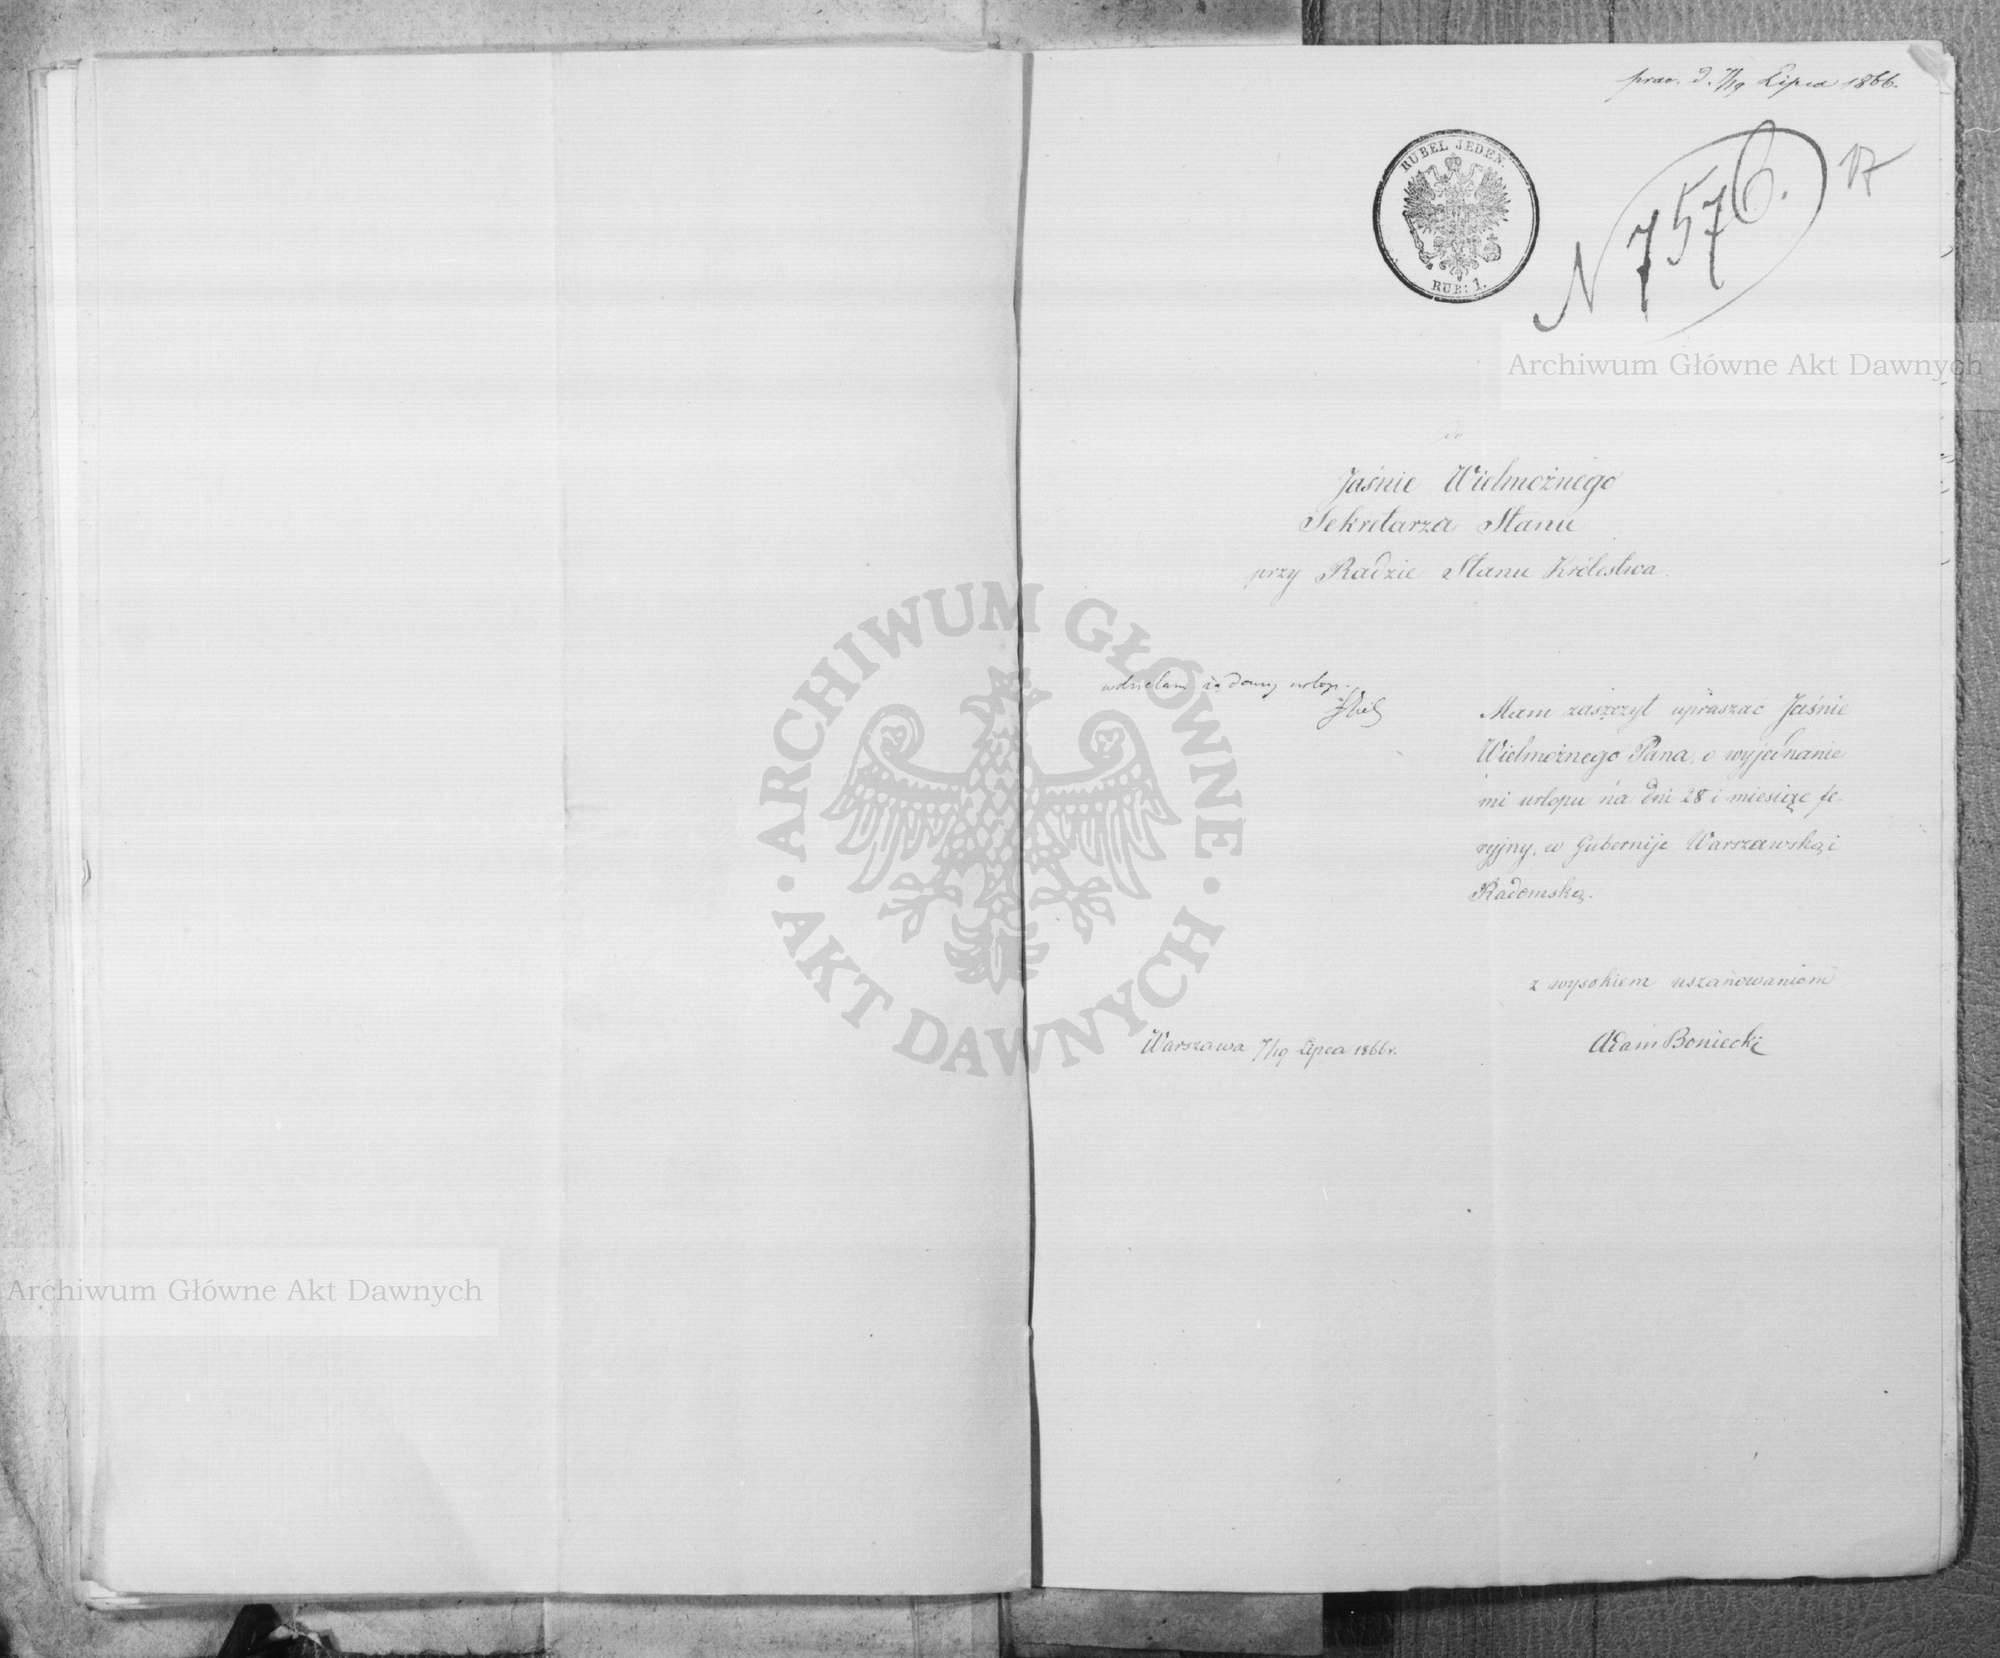 praes. d. 7/19 Lipca 1866.
RUBEL JEDEN
RUB: 1.
N 7576.
17
Archiwum Główne Akt Dawnych
do
Jaśnie Wielmożnego
Sekretarza Stanu
przy Radzie Stanu Królestwa.
udzielam żądany urlop.
Mam zaszczyt upraszać Jaśnie
Wielmożnego Pana, o wyjednanie
mi urlopu na dni 28 i miesiąc fe-
ryjny, w Gubernije Warszawską i
Radomską.
z wysokiem uszanowaniem
Warszawa 7/19 Lipca 1866 r.
Adam Boniecki
ARCHIWUM GŁÓWNE
AKT DAWNYCH
Archiwum Główne Akt Dawnych